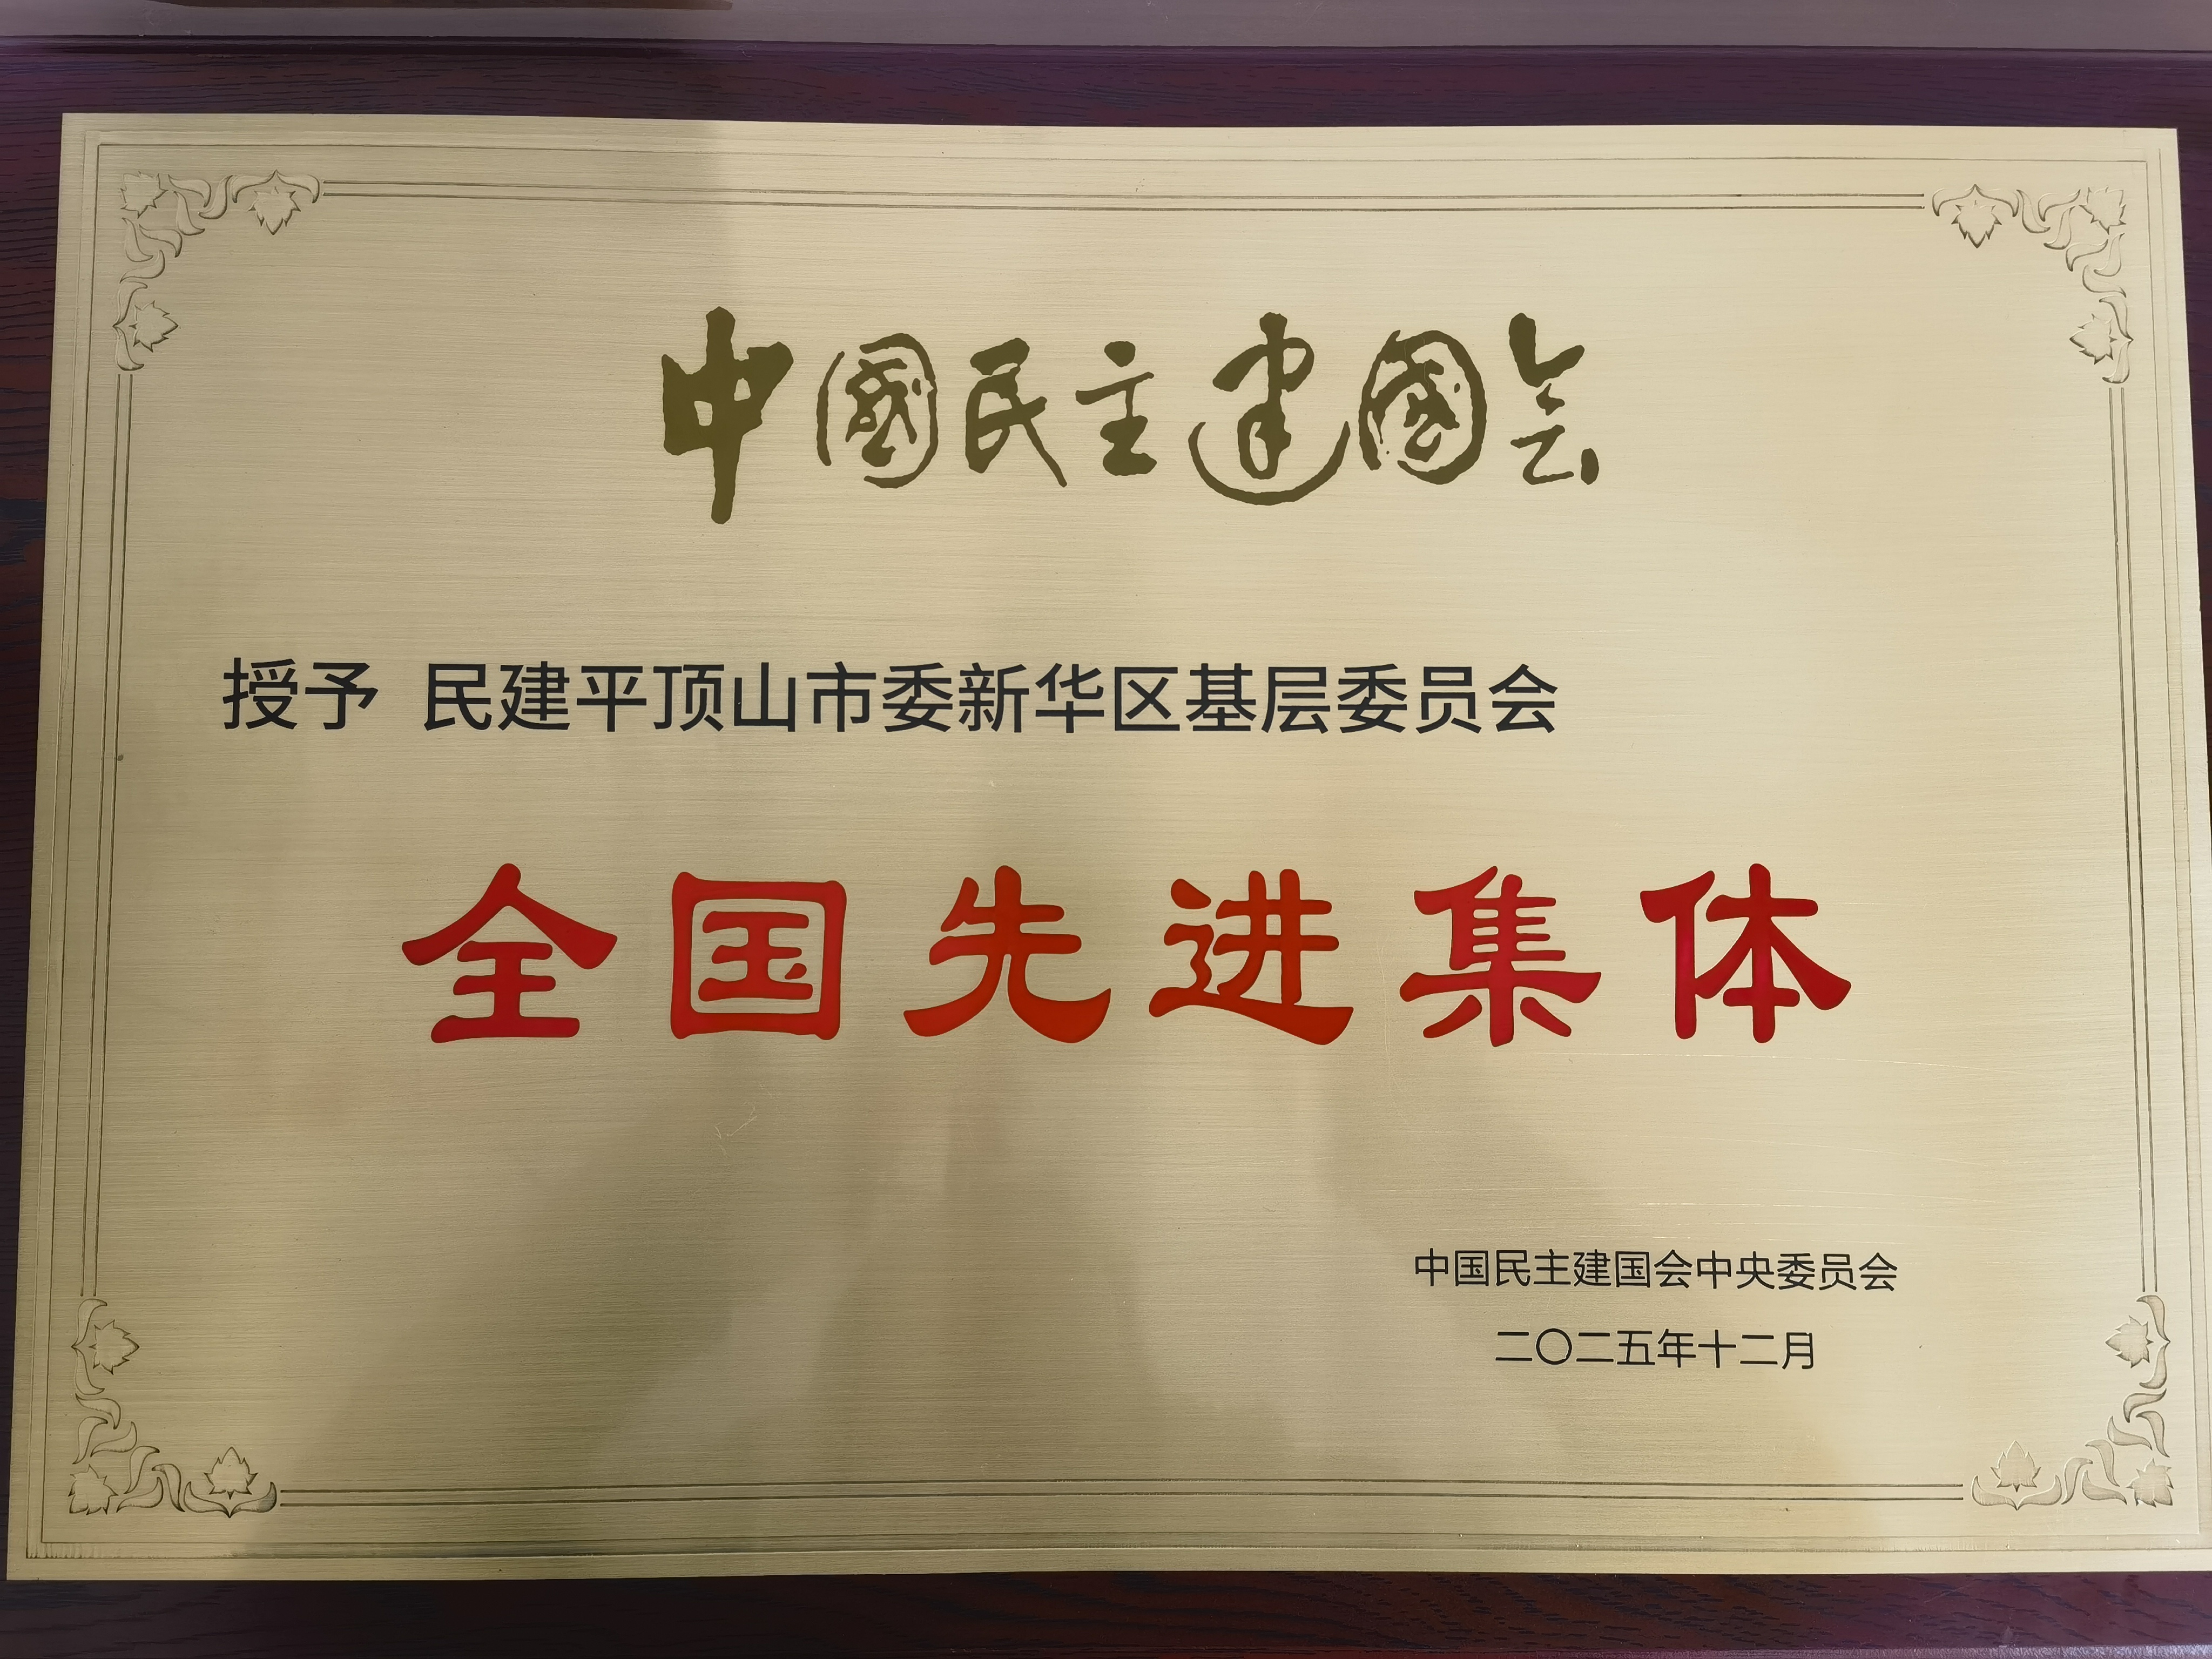 中國民主建國会
授予 民建平顶山市委新华区基层委员会
全国先进集体
中国民主建国会中央委员会
二〇二五年十二月